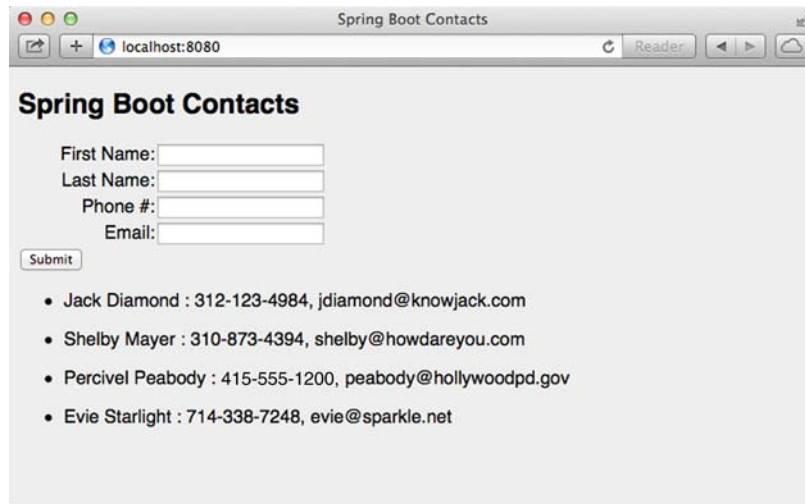 Spring Boot Contacts
+ localhost:8080 Reader
Spring Boot Contacts
First Name:
Last Name:
Phone #:
Email:
Submit
• Jack Diamond : 312-123-4984, jdiamond@knowjack.com
• Shelby Mayer : 310-873-4394, shelby@howdareyou.com
• Percivel Peabody : 415-555-1200, peabody@hollywoodpd.gov
• Evie Starlight : 714-338-7248, evie@sparkle.net